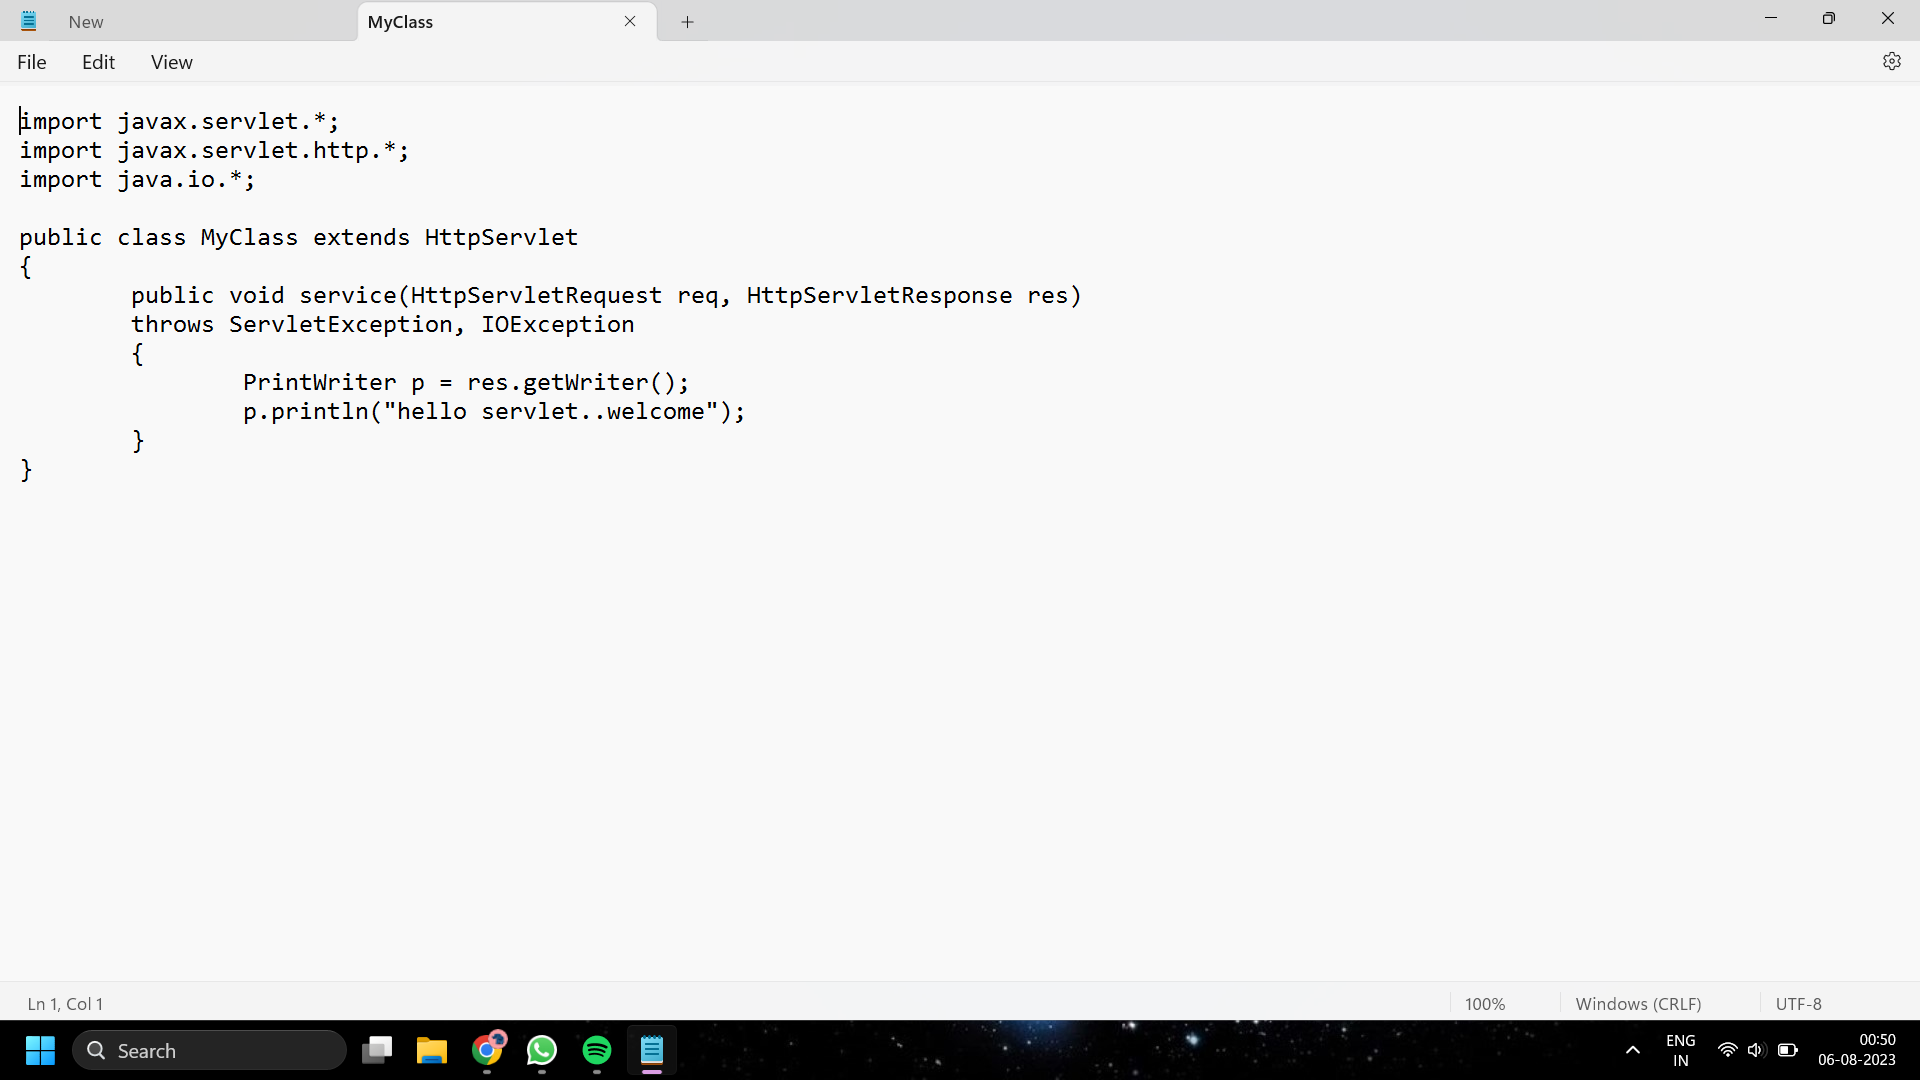 New
MyClass
File Edit View
import javax.servlet.*;
import javax.servlet.http.*;
import java.io.*;
public class MyClass extends HttpServlet
{
public void service(HttpServletRequest req, HttpServletResponse res)
throws ServletException, IOException
{
PrintWriter p = res.getWriter();
p.println("hello servlet..welcome");
}
}
Ln 1, Col 1
100%
Windows (CRLF)
UTF-8
Search
ENG
IN
00:50
06-08-2023